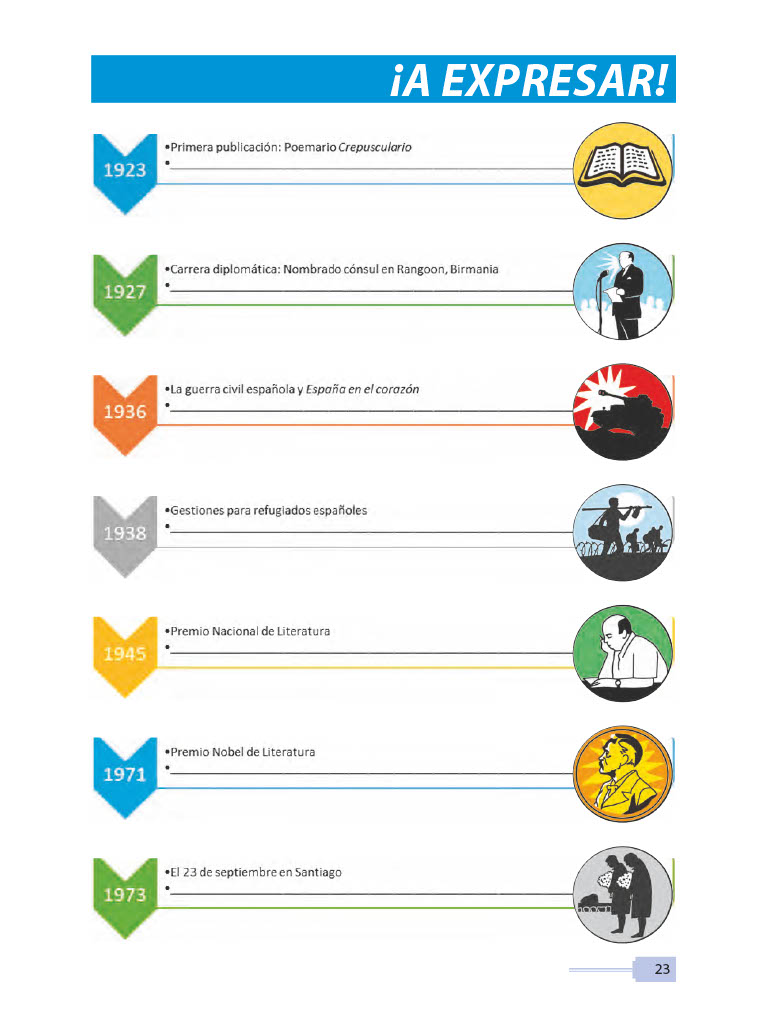 ¡A EXPRESAR!
1923
•Primera publicación: Poemario Crepusculario
•
1927
•Carrera diplomática: Nombrado cónsul en Rangoon, Birmania
•
1936
•La guerra civil española y España en el corazón
•
1938
•Gestiones para refugiados españoles
•
1945
•Premio Nacional de Literatura
•
1971
•Premio Nobel de Literatura
•
1973
•El 23 de septiembre en Santiago
•
23